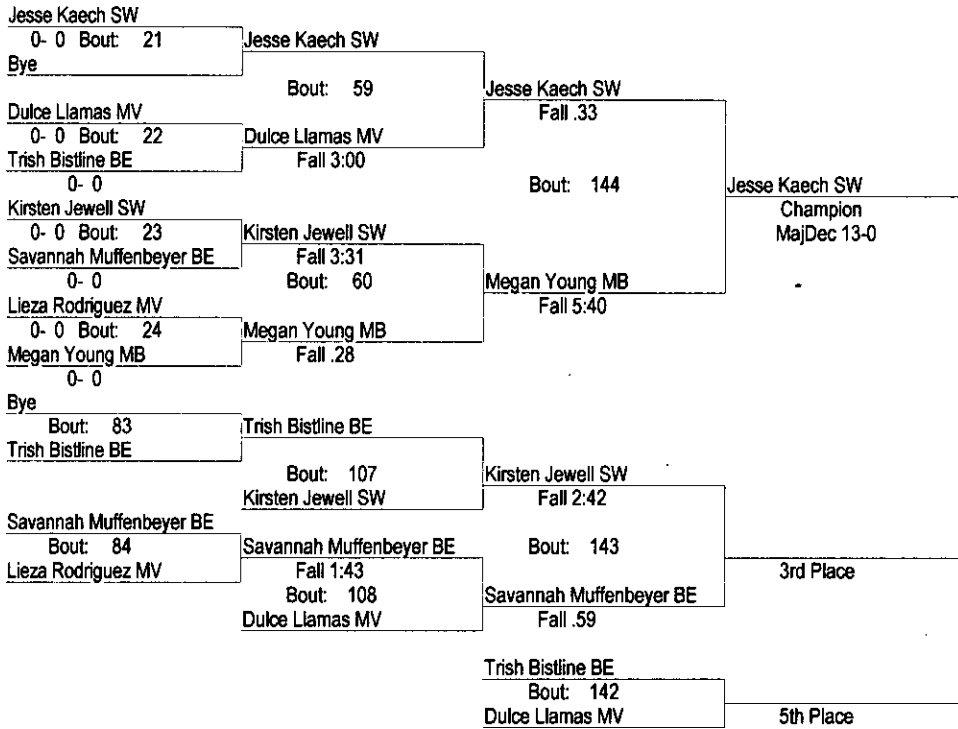 Jesse Kaech SW
0- 0 Bout: 21
Bye
Jesse Kaech SW
Bout: 59
Dulce Llamas MV
0- 0 Bout: 22
Trish Bistline BE
0- 0
Dulce Llamas MV
Fall 3:00
Jesse Kaech SW
Fall .33
Bout: 144
Kirsten Jewell SW
0- 0 Bout: 23
Savannah Muffenbeyer BE
0- 0
Kirsten Jewell SW
Fall 3:31
Bout: 60
Lieza Rodriguez MV
0- 0 Bout: 24
Megan Young MB
0- 0
Megan Young MB
Fall .28
Megan Young MB
Fall 5:40
Jesse Kaech SW
Champion
MajDec 13-0
Bye
Bout: 83
Trish Bistline BE
Trish Bistline BE
Bout: 107
Kirsten Jewell SW
Kirsten Jewell SW
Fall 2:42
Bout: 143
Savannah Muffenbeyer BE
Bout: 84
Lieza Rodriguez MV
Savannah Muffenbeyer BE
Fall 1:43
Bout: 108
Dulce Llamas MV
Savannah Muffenbeyer BE
Fall .59
3rd Place
Trish Bistline BE
Bout: 142
Dulce Llamas MV
5th Place